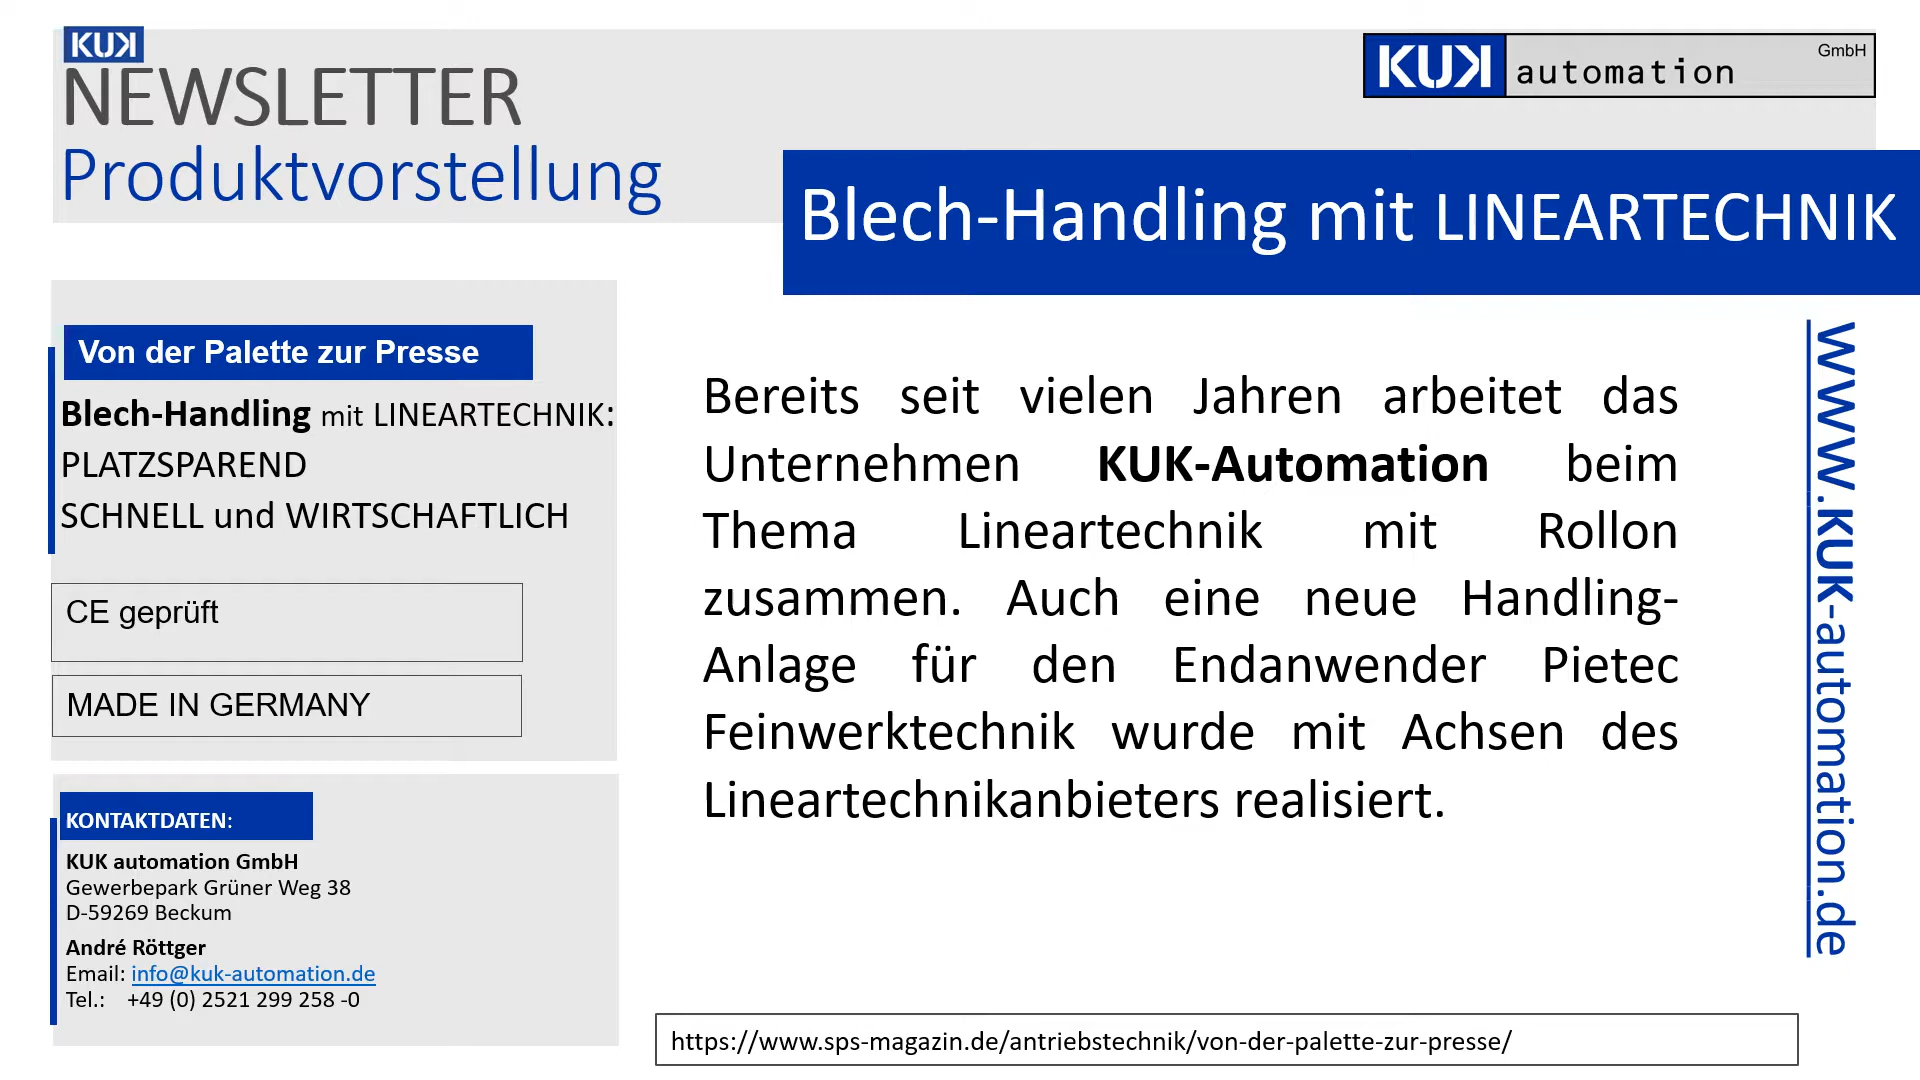 KUK
NEWSLETTER
Produktvorstellung
KUK automation GmbH
Blech-Handling mit LINEARTECHNIK
Von der Palette zur Presse
Blech-Handling mit LINEARTECHNIK:
PLATZSPAREND
SCHNELL und WIRTSCHAFTLICH
CE geprüft
MADE IN GERMANY
KONTAKTDATEN:
KUK automation GmbH
Gewerbepark Grüner Weg 38
D-59269 Beckum
André Röttger
Email: info@kuk-automation.de
Tel.: +49 (0) 2521 299 258 -0
Bereits seit vielen Jahren arbeitet das
Unternehmen KUK-Automation beim
Thema Lineartechnik mit Rollon
zusammen. Auch eine neue Handling-
Anlage für den Endanwender Pietec
Feinwerktechnik wurde mit Achsen des
Lineartechnikanbieters realisiert.
www.KUK-automation.de
https://www.sps-magazin.de/antriebstechnik/von-der-palette-zur-presse/